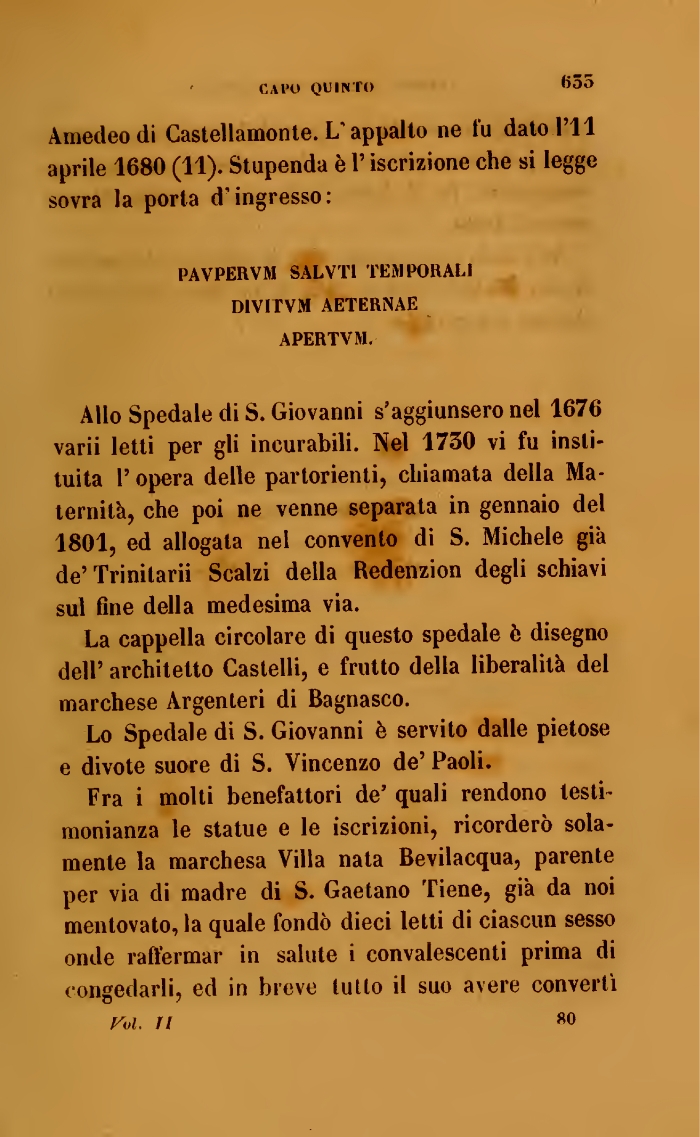 CAPO QUINTO 633
Amedeo di Castellamonte. L'appalto ne fu dato l'11
aprile 1680 (11). Stupenda è l'iscrizione che si legge
sovra la porta d'ingresso:
PAVPERVM SALVTI TEMPORALI
DIVITVM AETERNAE
APERTVM.
Allo Spedale di S. Giovanni s'aggiunsero nel 1676
varii letti per gli incurabili. Nel 1730 vi fu insti-
tuita l'opera delle partorienti, chiamata della Ma-
ternità, che poi ne venne separata in gennaio del
1801, ed allogata nel convento di S. Michele già
de' Trinitarii Scalzi della Redenzion degli schiavi
sul fine della medesima via.
La cappella circolare di questo spedale è disegno
dell'architetto Castelli, e frutto della liberalità del
marchese Argenteri di Bagnasco.
Lo Spedale di S. Giovanni è servito dalle pietose
e divote suore di S. Vincenzo de' Paoli.
Fra i molti benefattori de' quali rendono testi-
monianza le statue e le iscrizioni, ricorderò sola-
mente la marchesa Villa nata Bevilacqua, parente
per via di madre di S. Gaetano Tiene, già da noi
mentovato, la quale fondò dieci letti di ciascun sesso
onde raffermar in salute i convalescenti prima di
congedarli, ed in breve tutto il suo avere convertì
Vol. II 80